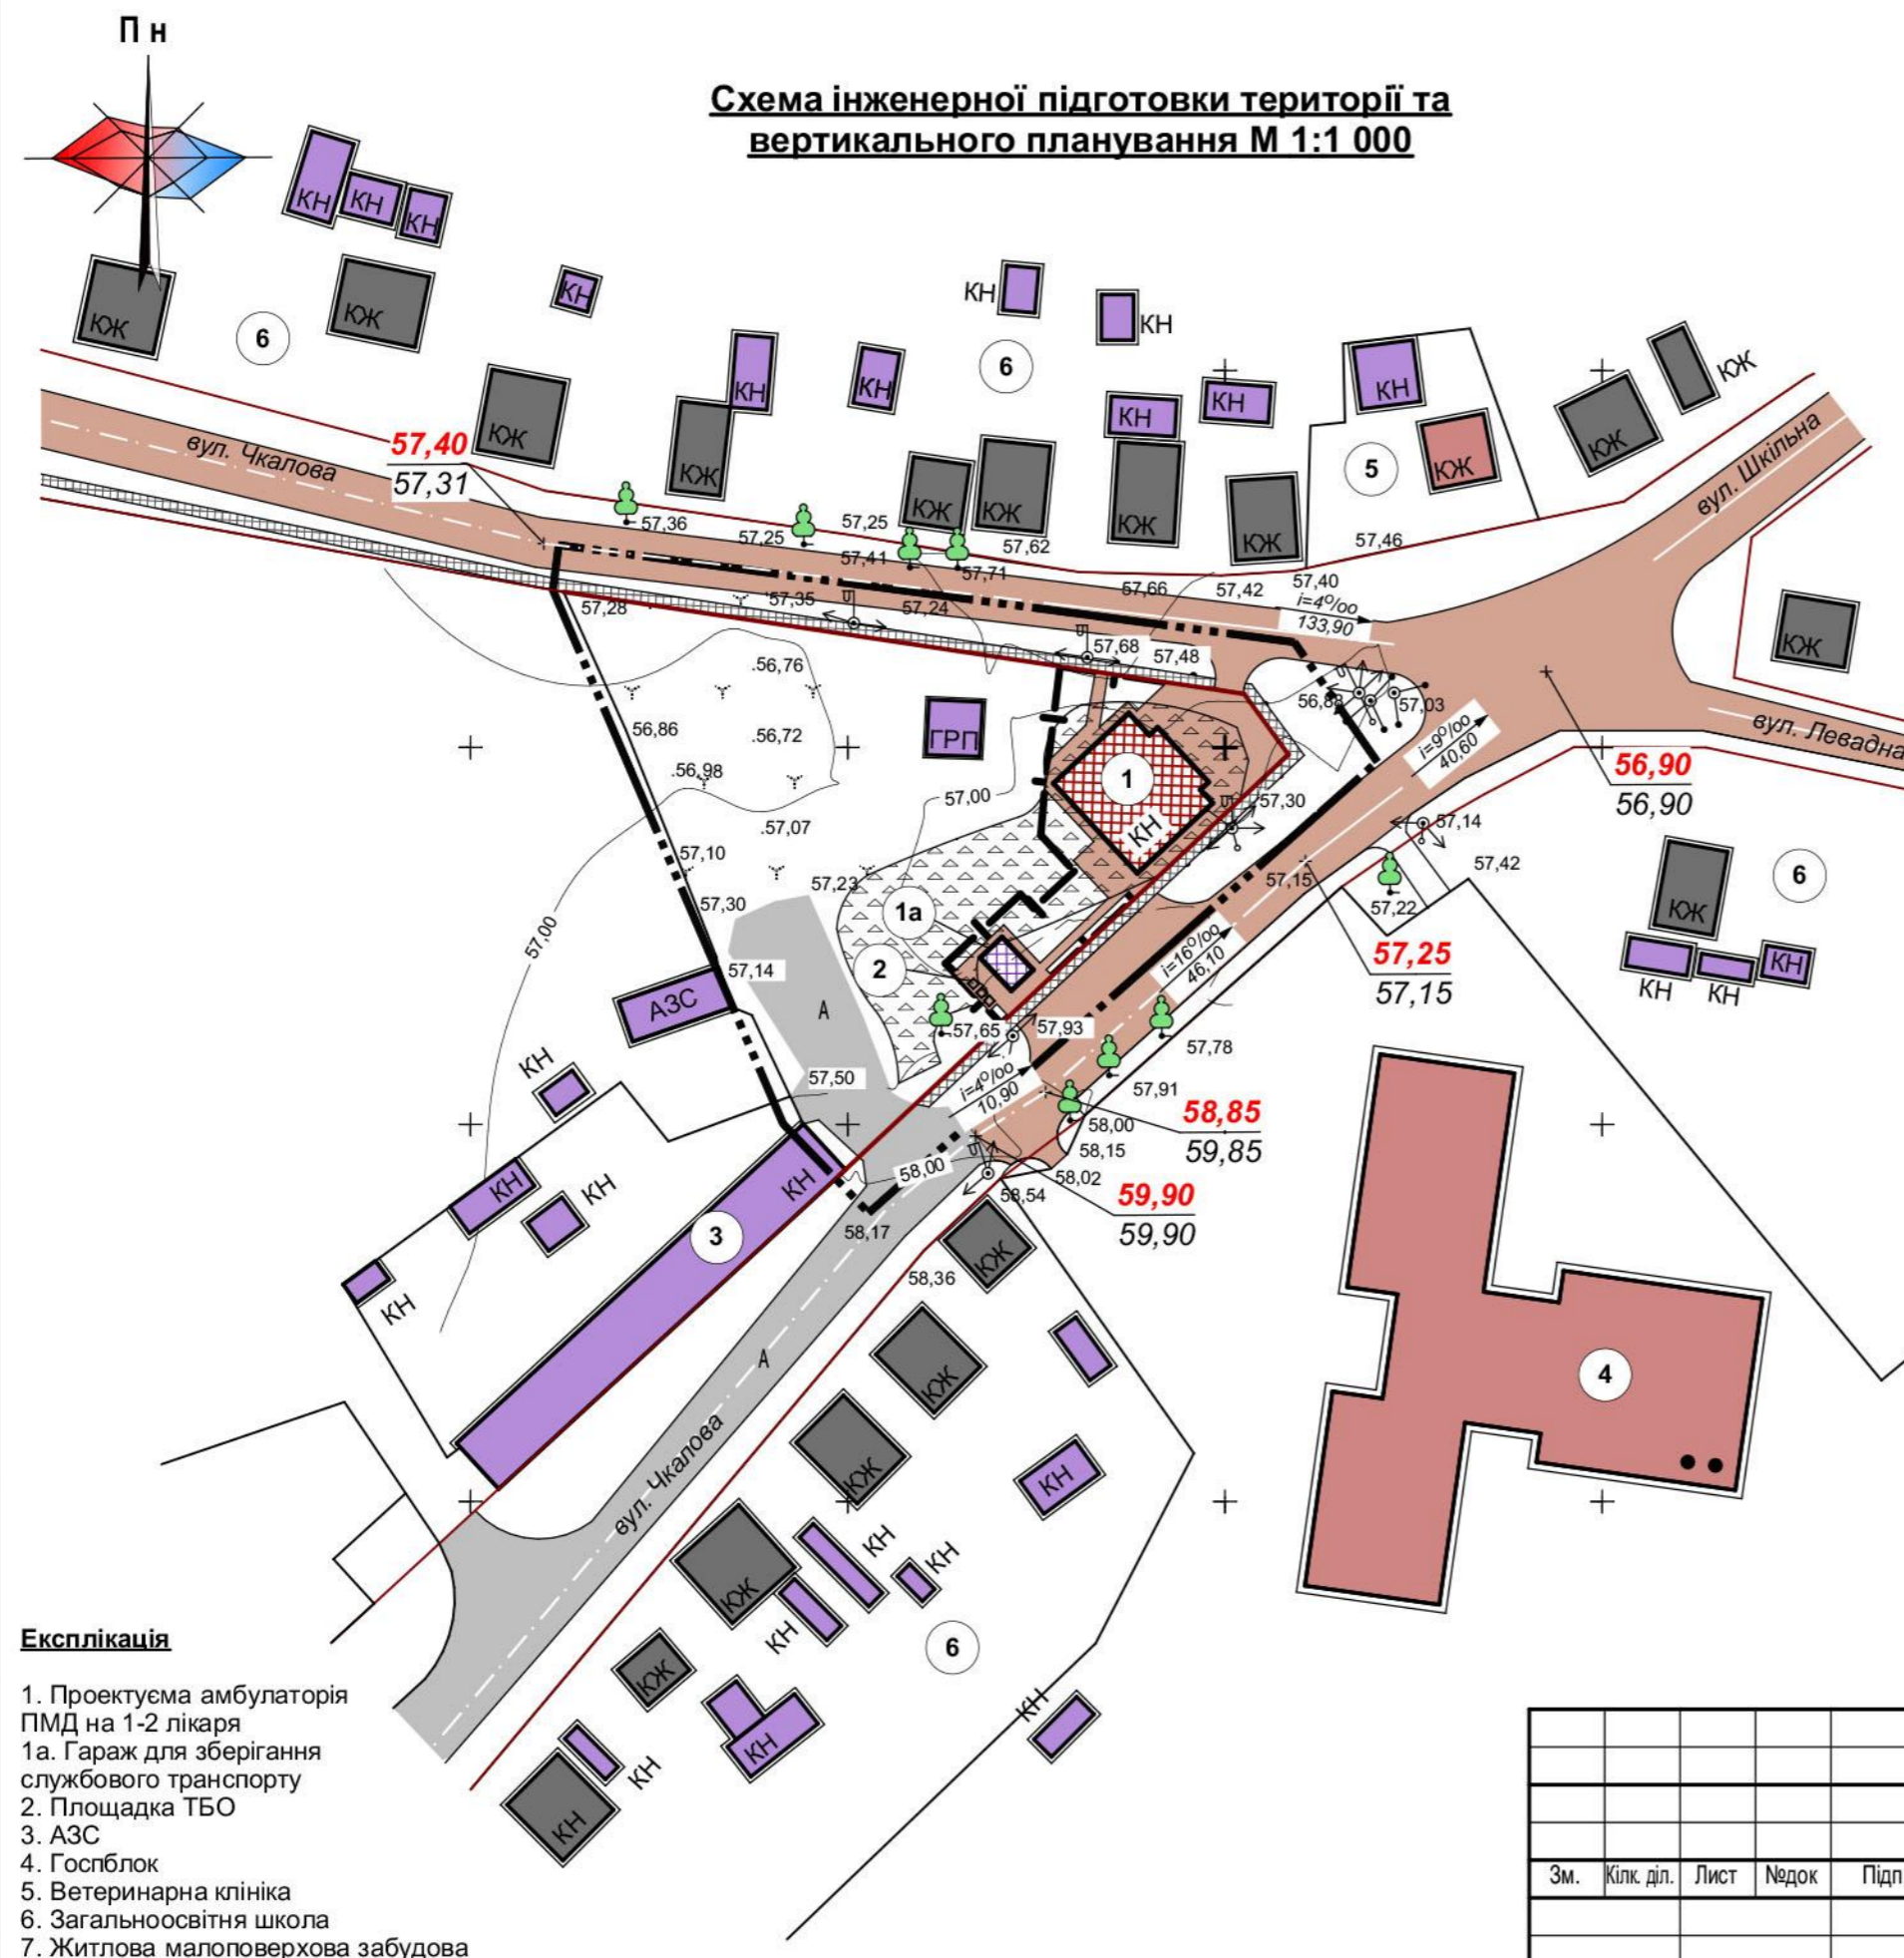 П н
Схема інженерної підготовки території та
вертикального планування М 1:1 000
КН
КН
КН
КЖ
6
КЖ
КН
КН
6
КН
КН
КН
КН
КН
КН
КЖ
КЖ
КЖ
КЖ
КЖ
КЖ
КЖ
5
КЖ
КЖ
КЖ
вул. Чкалова
57,40
57,31
вул. Шкільна
57,36
57,25
57,25
57,41
57,62
57,71
57,66
57,42
57,40
57,46
i=4⁰/оо
133,90
57,28
57,35
57,24
57,68
57,48
КЖ
.56,76
56,86
.56,72
.56,98
ГРП
56,88
57,03
i=9⁰/оо
40,60
вул. Левадна
56,90
56,90
1
КН
57,00
57,30
57,14
57,42
.57,07
57,10
57,23
57,30
57,15
57,22
КЖ
6
КН
КН
КН
1а
2
57,00
57,14
i=16⁰/оо
46,10
57,25
57,15
АЗС
А
57,65
57,93
57,78
57,91
57,50
i=4⁰/оо
10,90
58,85
59,85
58,00
58,15
58,02
58,54
59,90
59,90
КН
КН
КН
КН
КН
58,00
58,17
58,36
3
КЖ
КЖ
КЖ
КЖ
А
вул. Чкалова
4
КН
КН
КН
КН
6
КЖ
КН
КН
КН
КН
Експлікація
1. Проектуєма амбулаторія
ПМД на 1-2 лікаря
1а. Гараж для зберігання
службового транспорту
2. Площадка ТБО
3. АЗС
4. Госпблок
5. Ветеринарна клініка
6. Загальноосвітня школа
7. Житлова малоповерхова забудова
Зм.
Кілк. діл.
Лист
№док
Підп